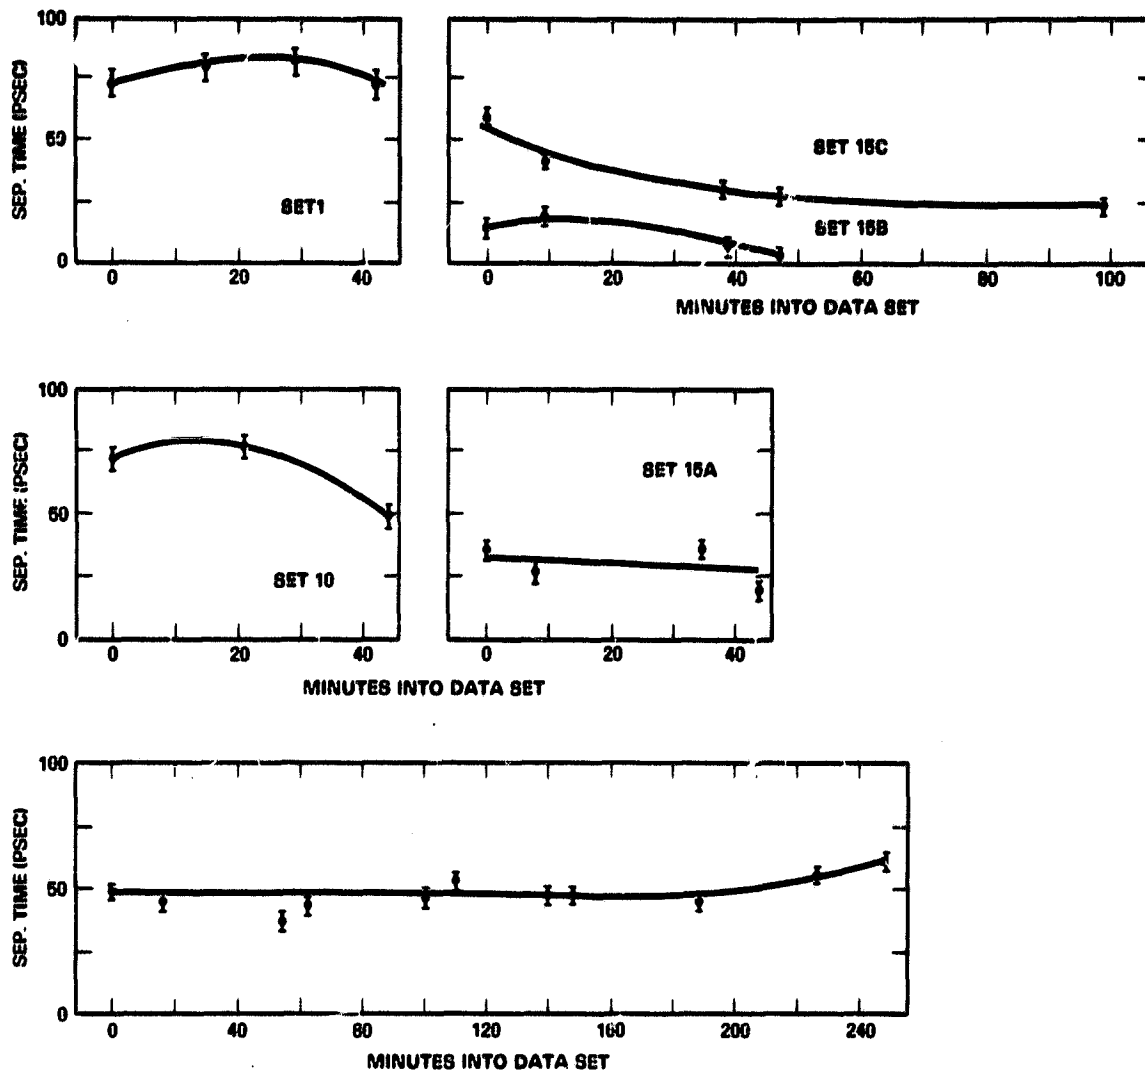 100
50
0
SEP. TIME (PSEC)
SET1
0 20 40
SET 15C
SET 15B
0 20 40 60 80 100
MINUTES INTO DATA SET
100
50
0
SEP. TIME (PSEC)
SET 10
0 20 40
SET 15A
0 20 40
MINUTES INTO DATA SET
100
50
0
SEP. TIME (PSEC)
0 40 80 120 160 200 240
MINUTES INTO DATA SET